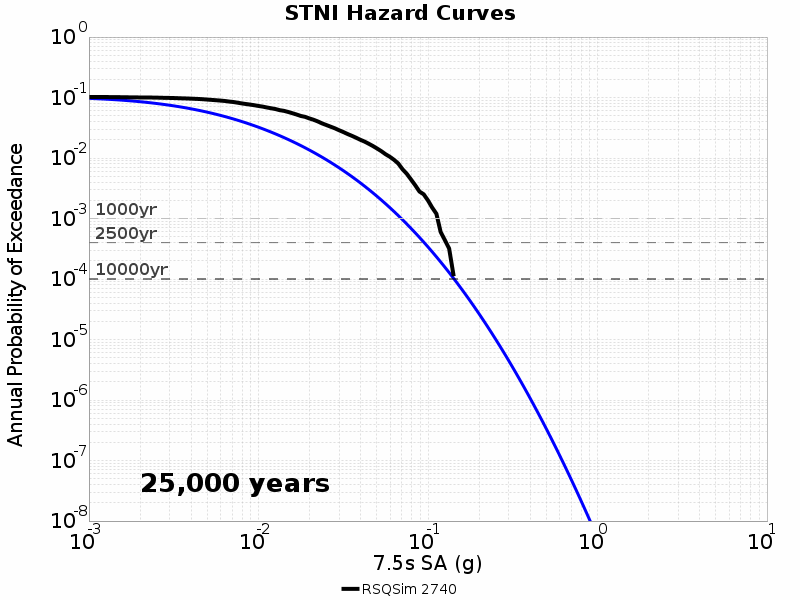 STNI Hazard Curves
Annual Probability of Exceedance
10^0
10^-1
10^-2
10^-3
10^-4
10^-5
10^-6
10^-7
10^-8
1000yr
2500yr
10000yr
25,000 years
10^-3 10^-2 10^-1 10^0 10^1
7.5s SA (g)
RSQSim 2740